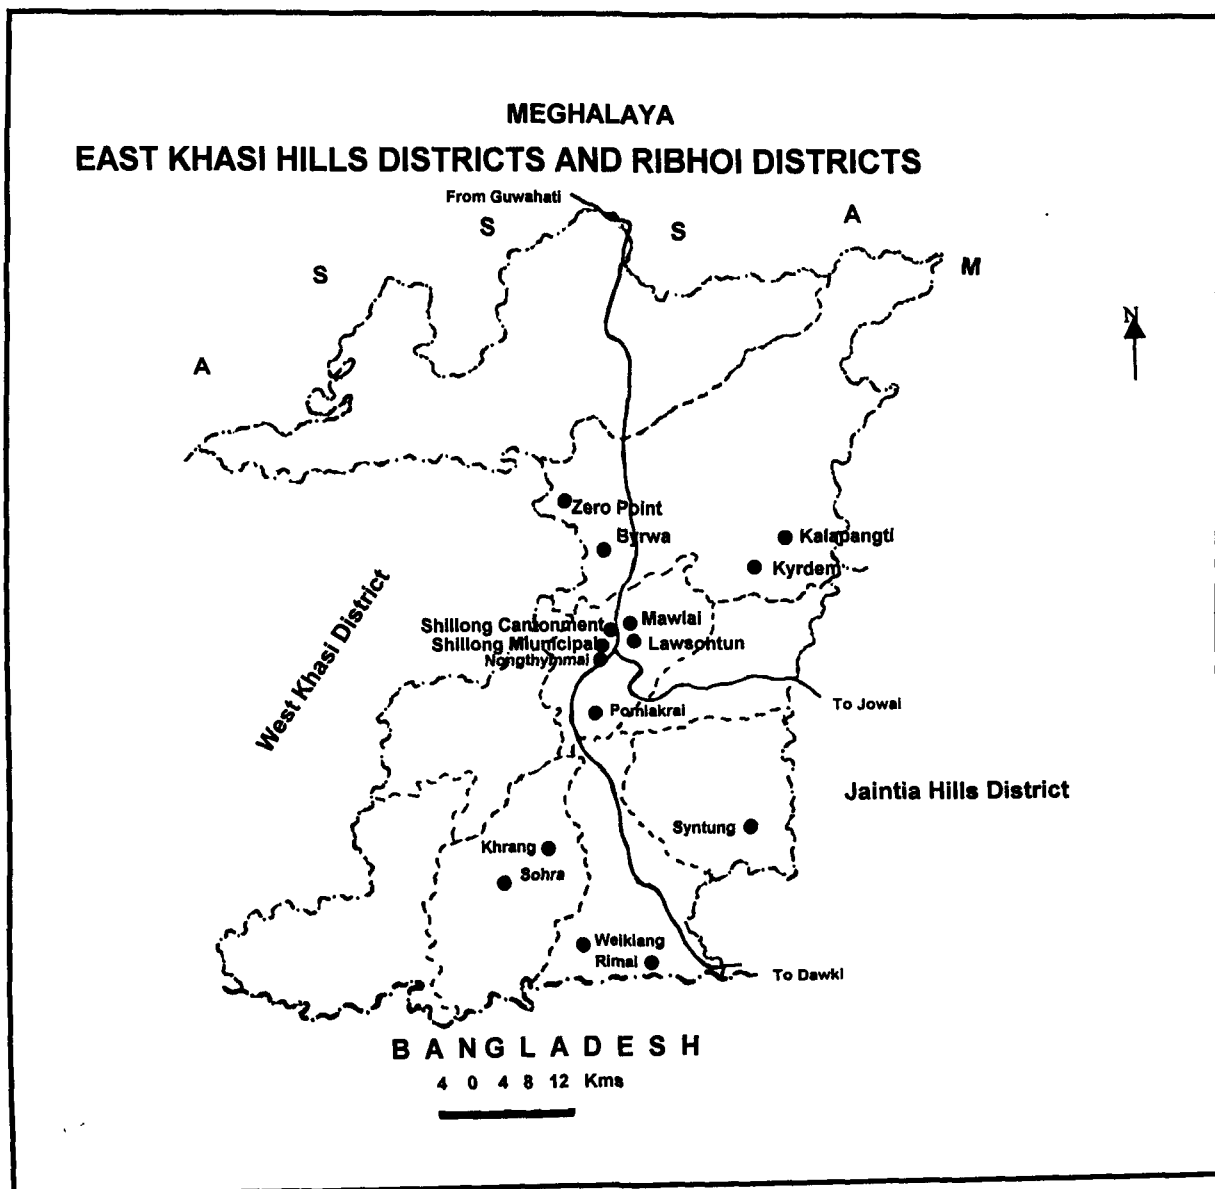 MEGHALAYA
EAST KHASI HILLS DISTRICTS AND RIBHOI DISTRICTS
From Guwahati
A S S A M
S
S
A
N
Zero Point
Byrwa
Kalapangti
Kyrdem
Shillong Cantonment
Mawlai
Shillong Miunicipal
Lawsohtun
Nongthymmai
West Khasi District
To Jowai
Pomlakrai
Jaintia Hills District
Syntung
Khrang
Sohra
Weiklang
Rimai
To Dawki
BANGLADESH
4 0 4 8 12 Kms